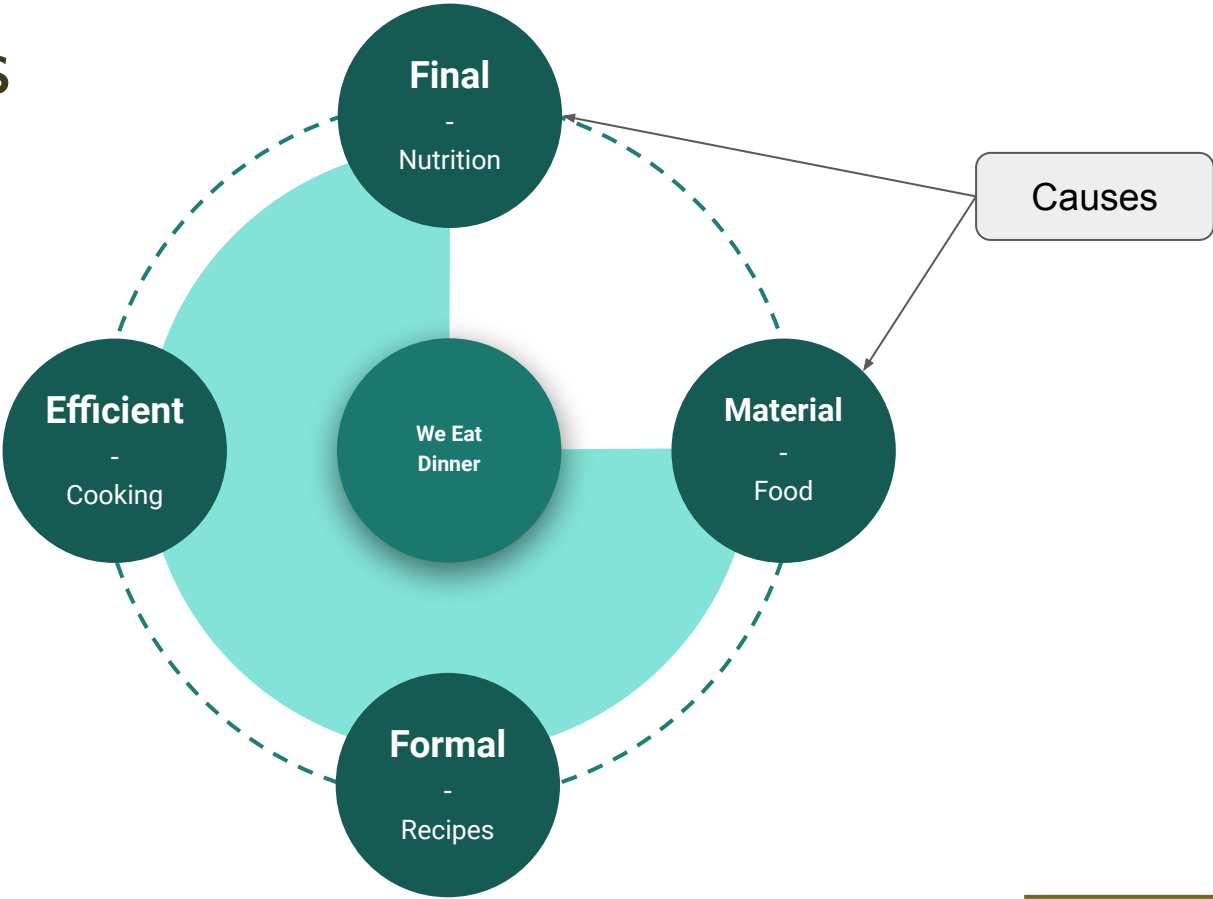 s
Final
-
Nutrition
Causes
Efficient
-
Cooking
We Eat
Dinner
Material
-
Food
Formal
-
Recipes